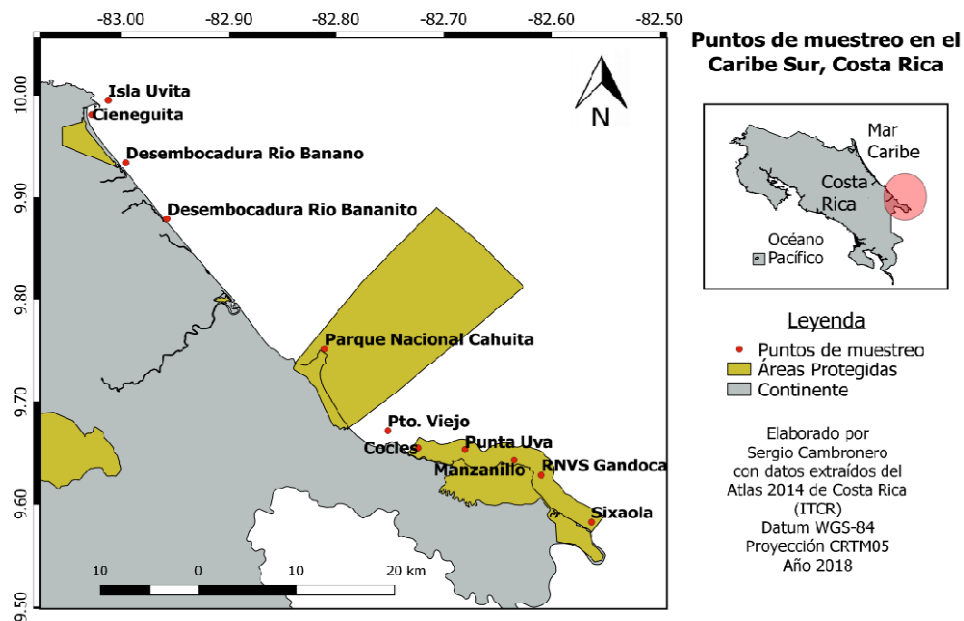 -83.00 -82.90 -82.80 -82.70 -82.60 -82.50
10.00
9.90
9.80
9.70
9.60
9.50
Isla Uvita
Cieneguita
Desembocadura Rio Banano
Desembocadura Rio Bananito
Parque Nacional Cahuita
Pto. Viejo
Cocles
Punta Uva
Manzanillo
RNVS Gandoca
Sixaola
N
10 0 10 20 km
Puntos de muestreo en el
Caribe Sur, Costa Rica
Mar
Caribe
Costa
Rica
Océano
Pacífico
Leyenda
Puntos de muestreo
Áreas Protegidas
Continente
Elaborado por
Sergio Cambronero
con datos extraídos del
Atlas 2014 de Costa Rica
(ITCR)
Datum WGS-84
Proyección CRTM05
Año 2018